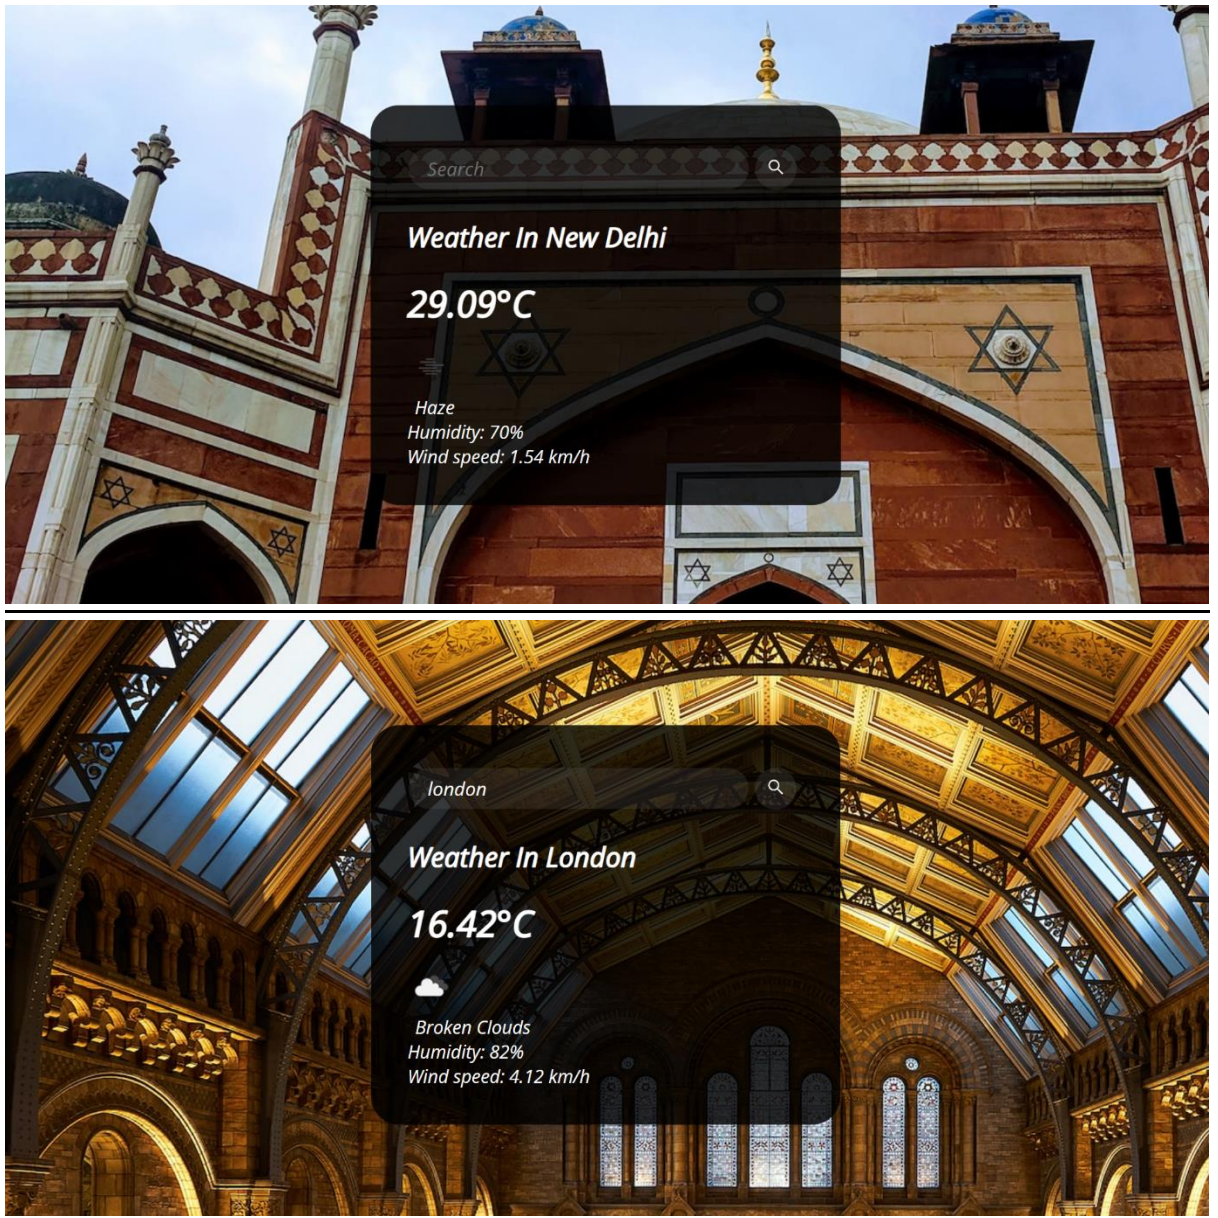 Search
Weather In New Delhi
29.09°C
Haze
Humidity: 70%
Wind speed: 1.54 km/h
london
Weather In London
16.42°C
Broken Clouds
Humidity: 82%
Wind speed: 4.12 km/h